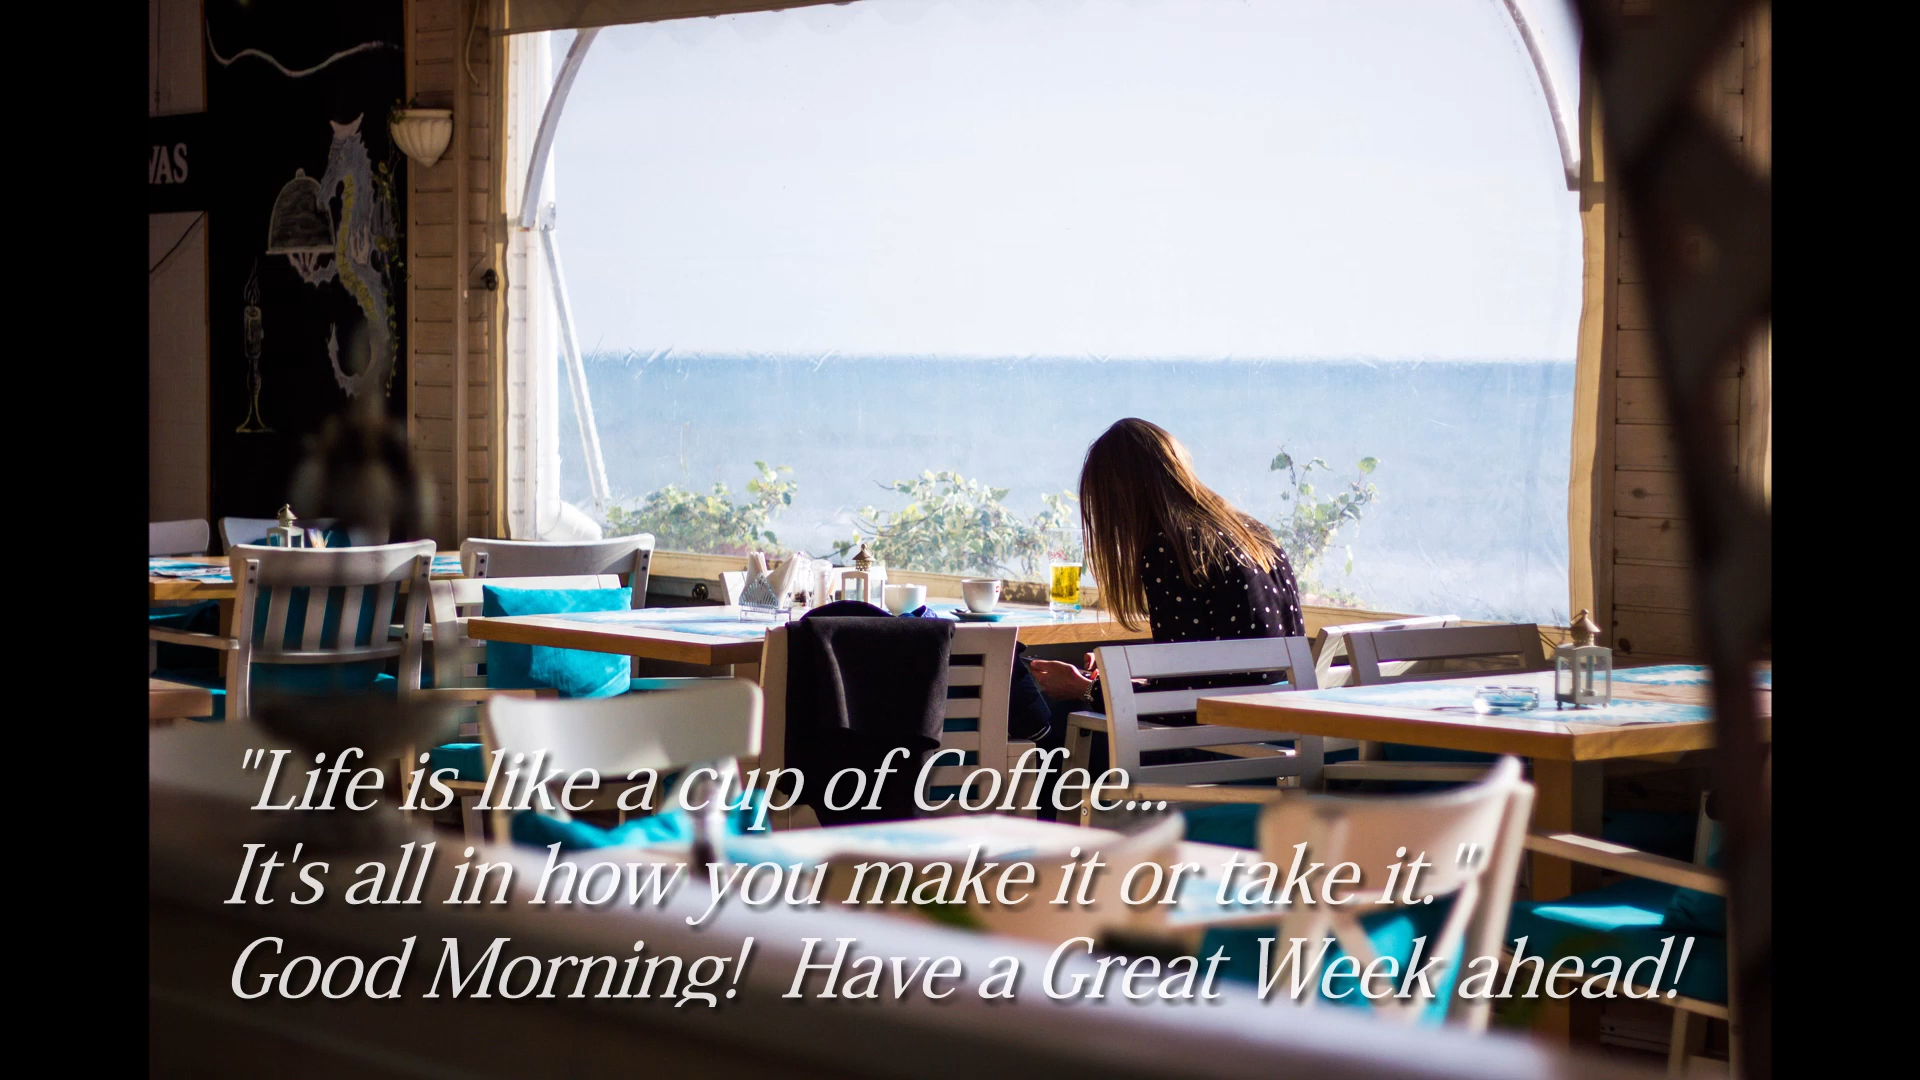 VAS
"Life is like a cup of Coffee...
It's all in how you make it or take it."
Good Morning!  Have a Great Week ahead!